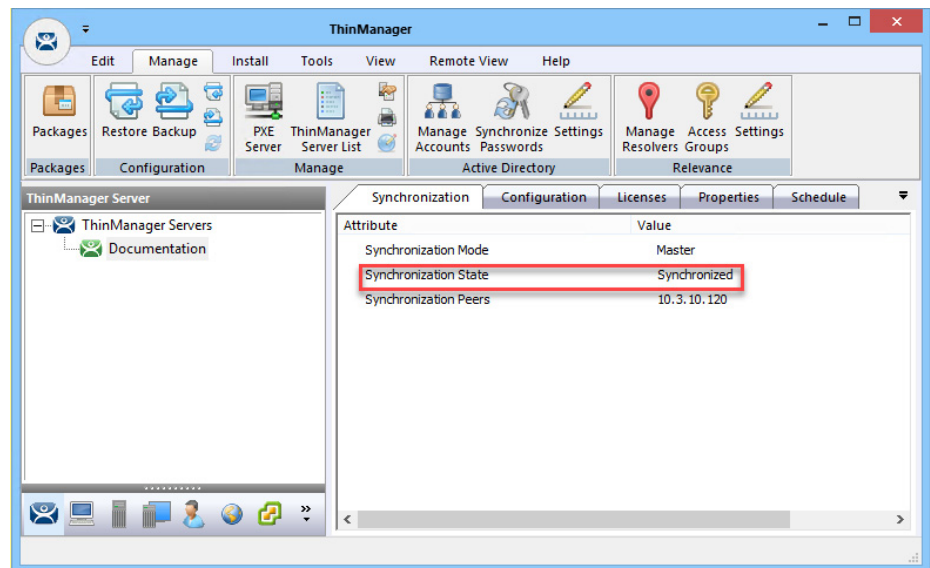 ThinManager
Edit Manage Install Tools View Remote View Help
Packages Restore Backup PXE Server ThinManager Server List Manage Accounts Synchronize Passwords Settings Manage Resolvers Access Groups Settings
Packages Configuration Manage Active Directory Relevance
ThinManager Server
ThinManager Servers
Documentation
Synchronization Configuration Licenses Properties Schedule
Attribute Value
Synchronization Mode Master
Synchronization State Synchronized
Synchronization Peers 10.3.10.120